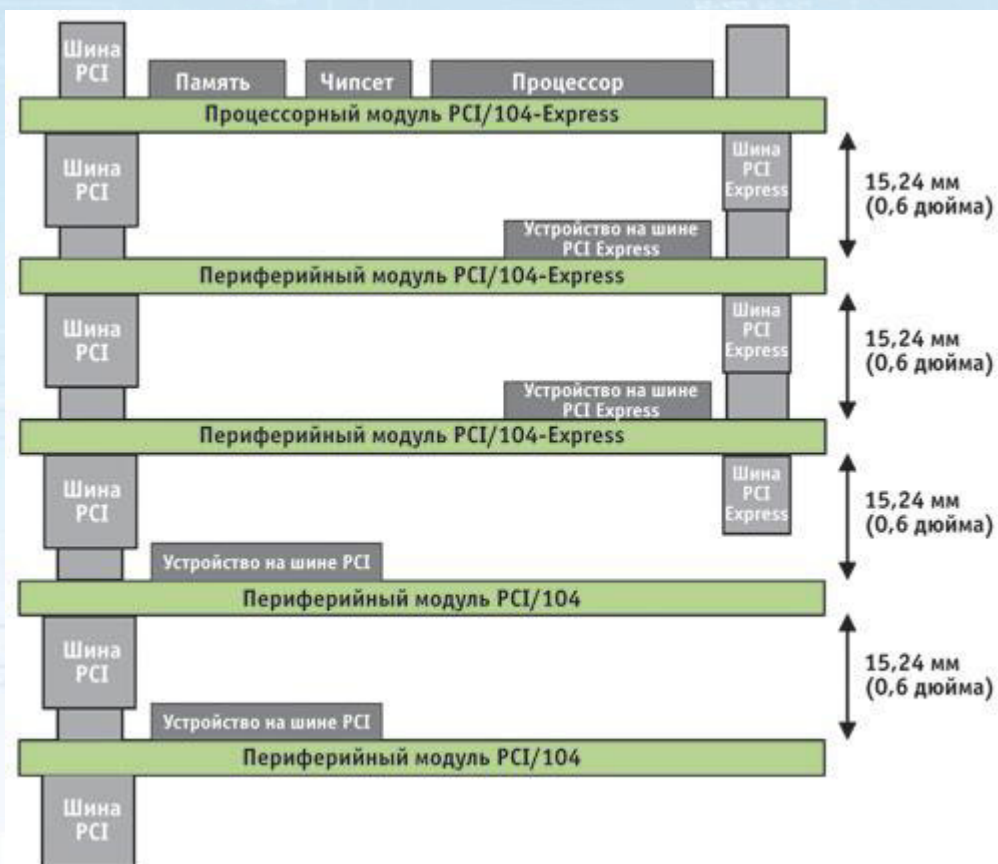 Шина
PCI
Память
Чипсет
Процессор
Процессорный модуль PCI/104-Express
Шина
PCI
Шина
PCI
Express
15,24 мм
(0,6 дюйма)
Устройство на шине
PCI Express
Периферийный модуль PCI/104-Express
Шина
PCI
Шина
PCI
Express
15,24 мм
(0,6 дюйма)
Устройство на шине
PCI Express
Периферийный модуль PCI/104-Express
Шина
PCI
Шина
PCI
Express
15,24 мм
(0,6 дюйма)
Устройство на шине PCI
Периферийный модуль PCI/104
Шина
PCI
15,24 мм
(0,6 дюйма)
Устройство на шине PCI
Периферийный модуль PCI/104
Шина
PCI